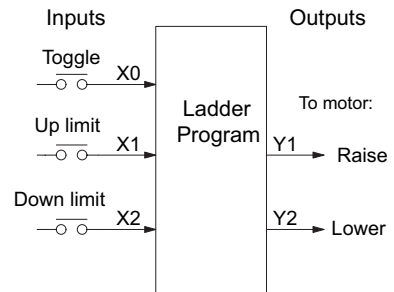 Inputs
Outputs
Toggle
X0
Ladder
Program
To motor:
Up limit
X1
Y1
Raise
Down limit
X2
Y2
Lower